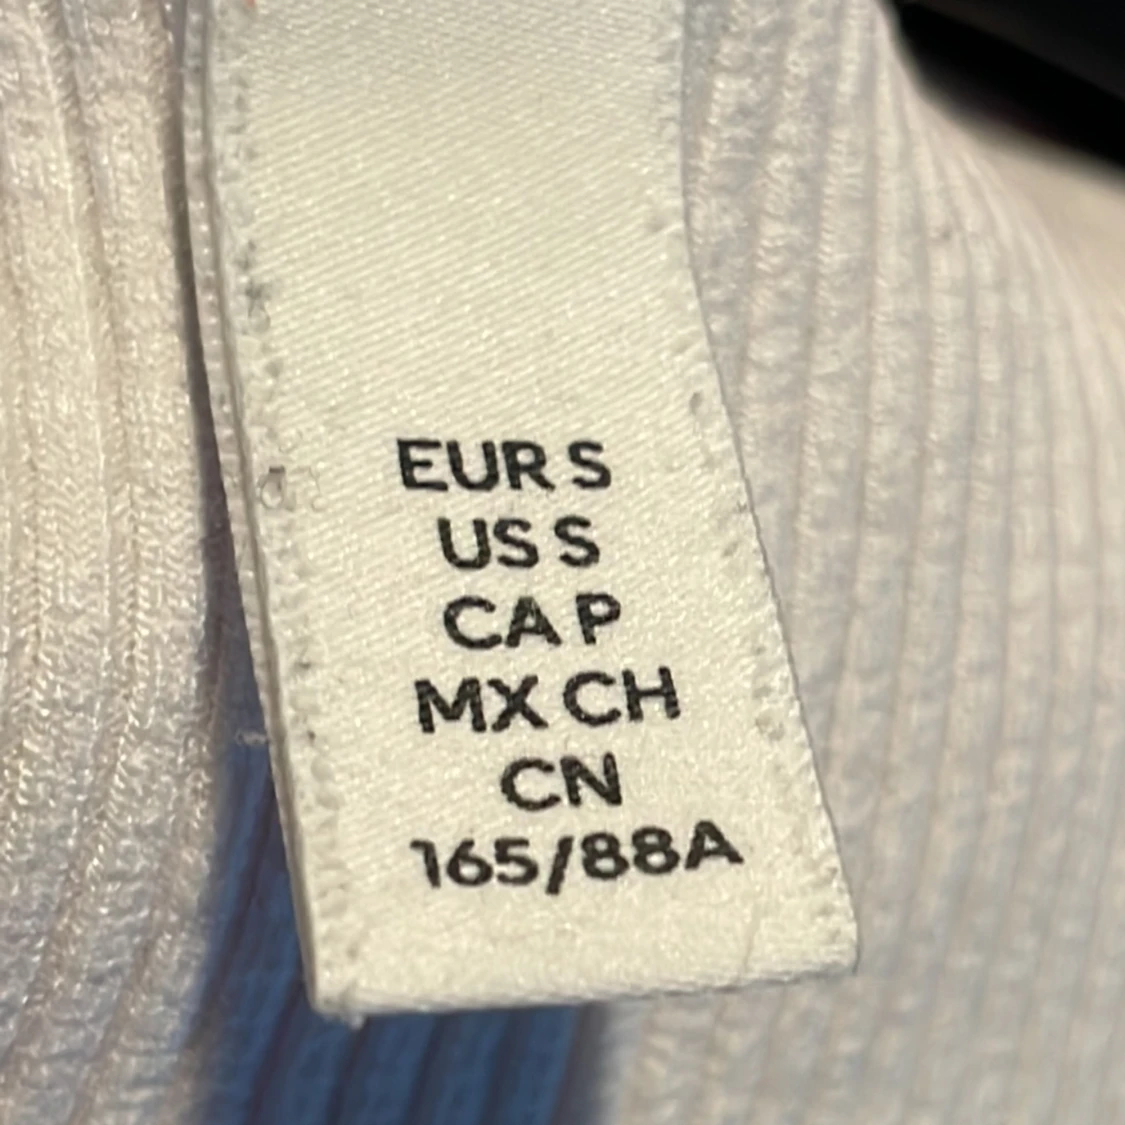 EUR S
US S
CA P
MX CH
CN
165/88A